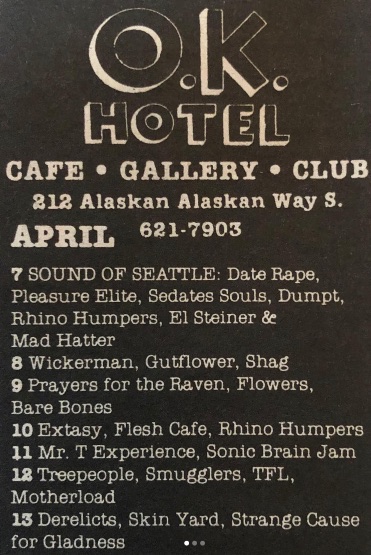 O.K.
HOTEL
CAFE • GALLERY • CLUB
212 Alaskan Alaskan Way S.
621-7903
APRIL
7 SOUND OF SEATTLE: Date Rape,
Pleasure Elite, Sedates Souls, Dumpt,
Rhino Humpers, El Steiner &
Mad Hatter
8 Wickerman, Gutflower, Shag
9 Prayers for the Raven, Flowers,
Bare Bones
10 Extasy, Flesh Cafe, Rhino Humpers
11 Mr. T Experience, Sonic Brain Jam
12 Treepeople, Smugglers, TFL,
Motherload
13 Derelicts, Skin Yard, Strange Cause
for Gladness